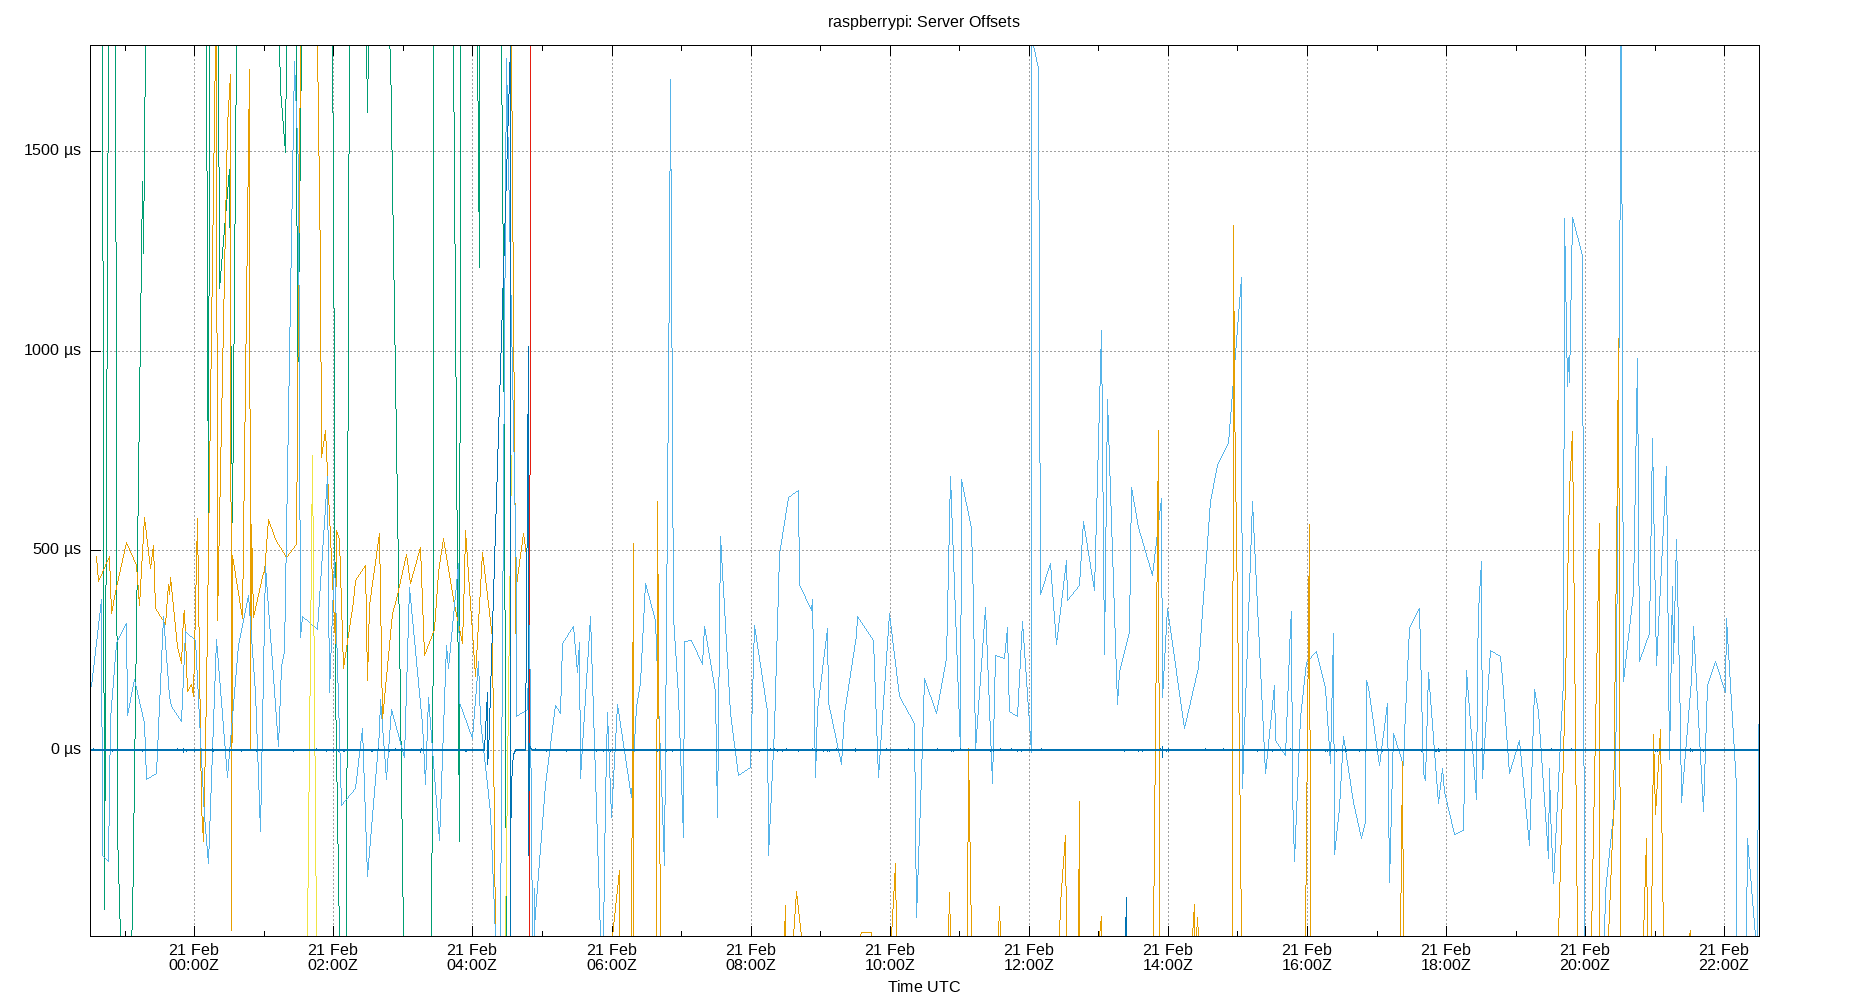 raspberrypi: Server Offsets
1500 µs
1000 µs
500 µs
0 µs
21 Feb 21 Feb 21 Feb 21 Feb 21 Feb 21 Feb 21 Feb 21 Feb 21 Feb 21 Feb 21 Feb 21 Feb
00:00Z 02:00Z 04:00Z 06:00Z 08:00Z 10:00Z 12:00Z 14:00Z 16:00Z 18:00Z 20:00Z 22:00Z
Time UTC